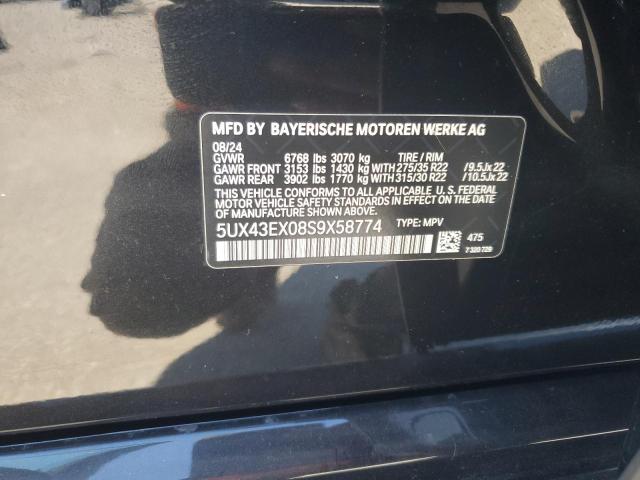 MFD BY BAYERISCHE MOTOREN WERKE AG
08/24
GVWR 6768 lbs 3070 kg TIRE / RIM
GAWR FRONT 3153 lbs 1430 kg WITH 275/35 R22 /9.5Jx22
GAWR REAR 3902 lbs 1770 kg WITH 315/30 R22 /10.5Jx22
THIS VEHICLE CONFORMS TO ALL APPLICABLE U.S. FEDERAL
MOTOR VEHICLE SAFETY STANDARDS IN EFFECT ON THE DATE
OF MANUFACTURE SHOWN ABOVE.
5UX43EX08S9X58774 TYPE: MPV
475
7 320 729